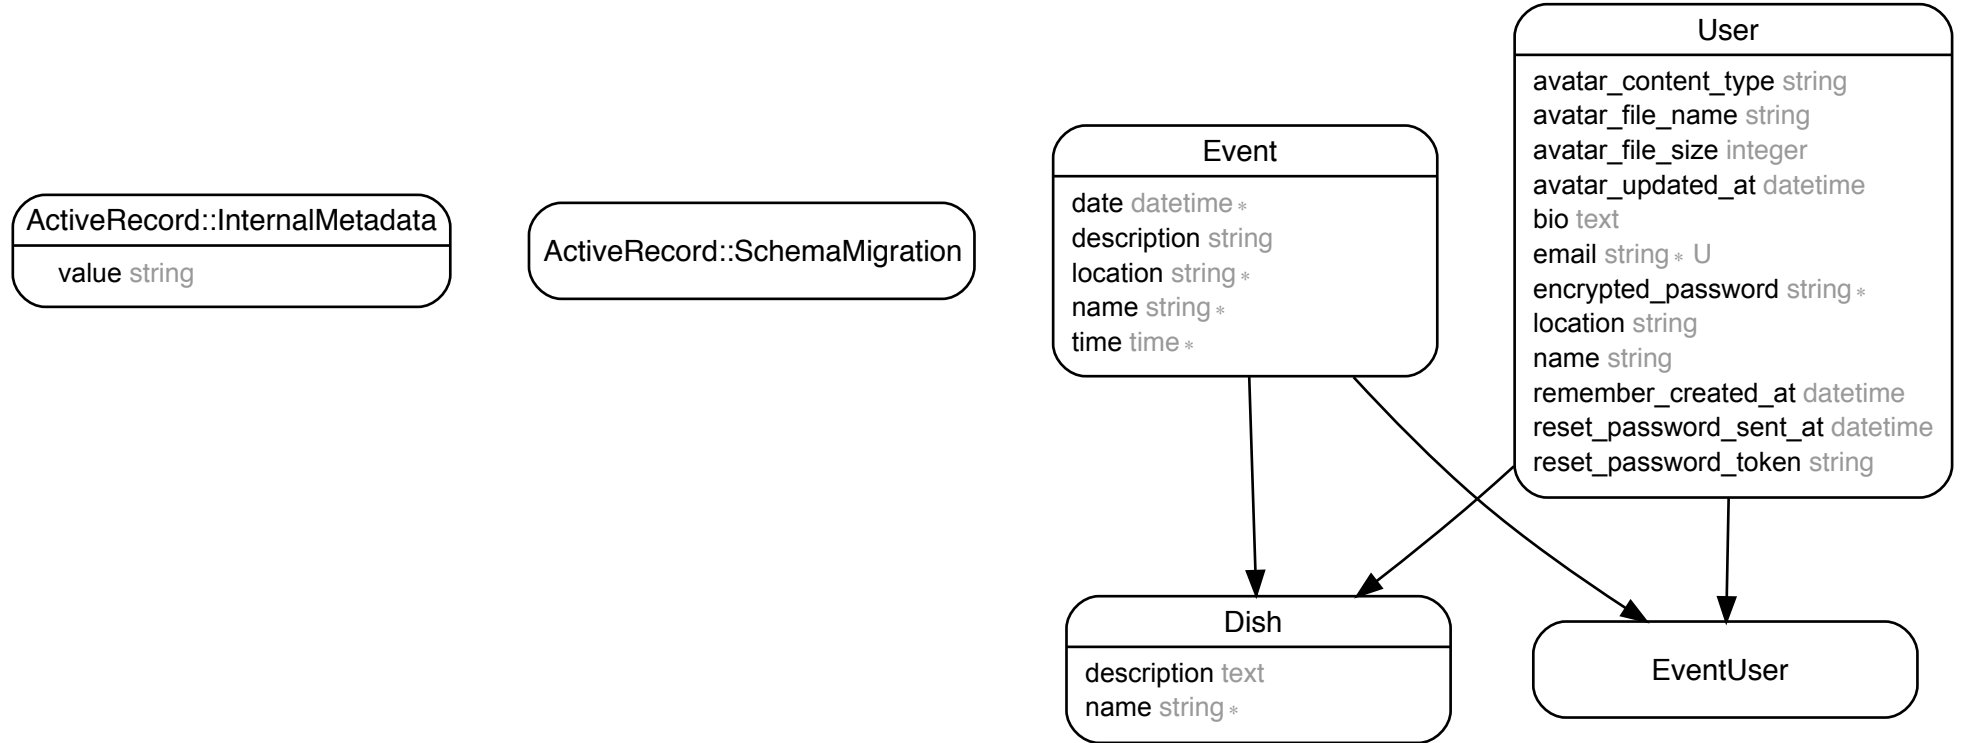 ActiveRecord::InternalMetadata
value string
ActiveRecord::SchemaMigration
Event
date datetime ∗
description string
location string ∗
name string ∗
time time ∗
User
avatar_content_type string
avatar_file_name string
avatar_file_size integer
avatar_updated_at datetime
bio text
email string ∗ U
encrypted_password string ∗
location string
name string
remember_created_at datetime
reset_password_sent_at datetime
reset_password_token string
Dish
description text
name string ∗
EventUser